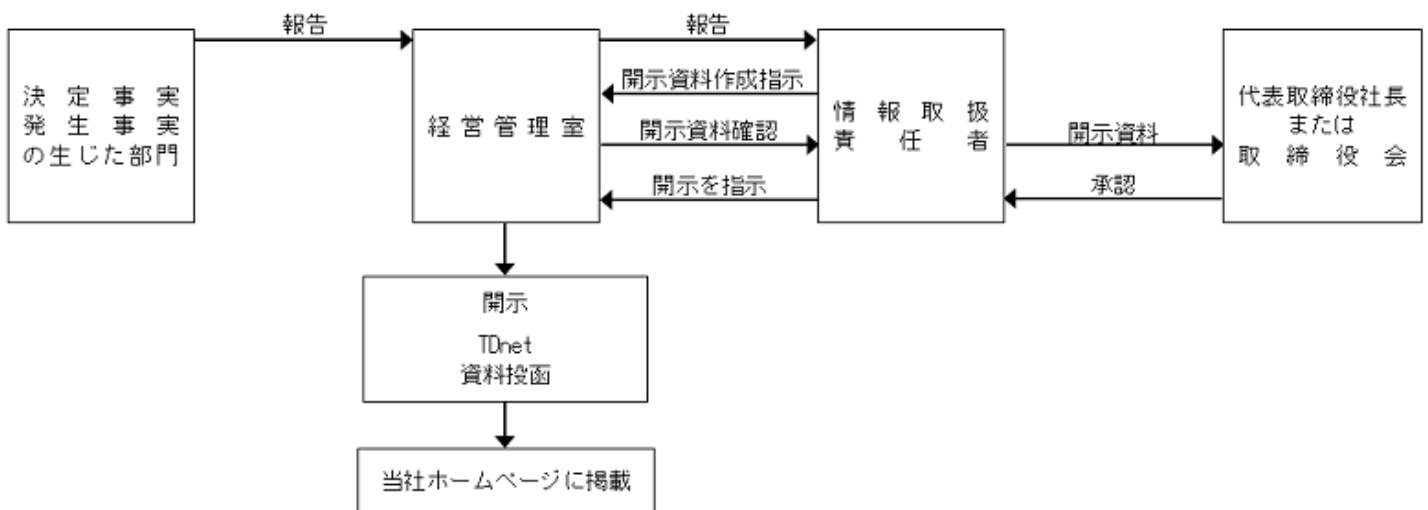 報告
報告
決定事実
発生事実
の生じた部門
経営管理室
開示資料作成指示
開示資料確認
開示を指示
情報取扱
責任者
開示資料
承認
代表取締役社長
または
取締役会
開示
TDnet
資料投函
当社ホームページに掲載